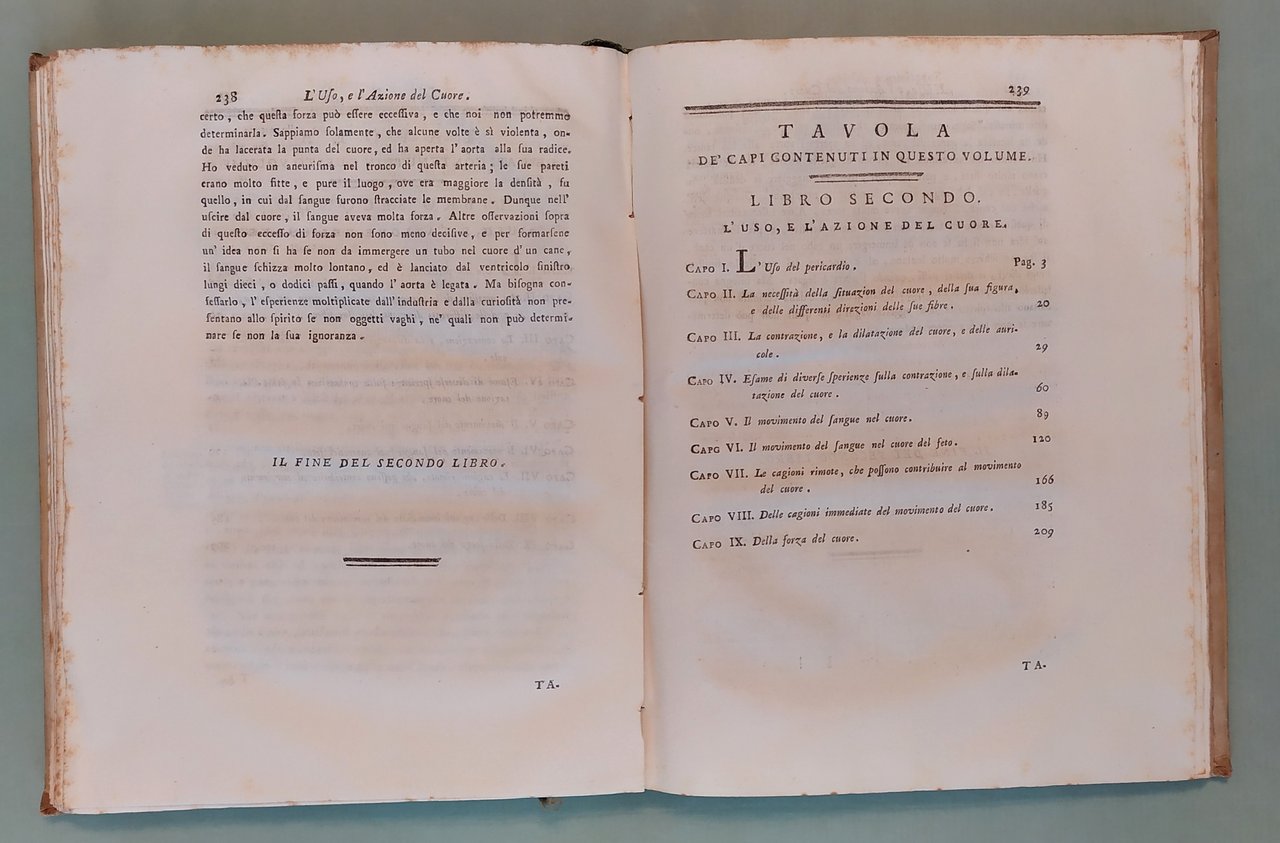 238 L' Uſo, e l'Azione del Cuore.
certo, che queſta forza può eſſere ecceſſiva, e che noi non potremmo
determinarla. Sappiamo ſolamente, che alcune volte è sì violenta, on-
de ha lacerata la punta del cuore, ed ha aperta l'aorta alla ſua radice.
Ho veduto un aneuriſma nel tronco di queſta arteria; le ſue pareti
erano molto fitte, e pure il luogo, ove era maggiore la denſità, fu
quello, in cui dal ſangue furono ſtracciate le membrane. Dunque nell'
uſcire dal cuore, il ſangue aveva molta forza. Altre oſſervazioni ſopra
di queſto ecceſſo di forza non ſono meno deciſive, e per formarſene
un' idea non ſi ha ſe non da immergere un tubo nel cuore d'un cane,
il ſangue ſchizza molto lontano, ed è lanciato dal ventricolo ſiniſtro
lungi dieci, o dodici paſſi, quando l'aorta è legata. Ma biſogna con-
feſſarlo, l'eſperienze moltiplicate dall'induſtria e dalla curioſità non pre-
ſentano allo ſpirito ſe non oggetti vaghi, ne' quali non può determi-
nare ſe non la ſua ignoranza.
IL FINE DEL SECONDO LIBRO.
TA-
239
TAVOLA
DE' CAPI CONTENUTI IN QUESTO VOLUME.
LIBRO SECONDO.
L'USO, E L'AZIONE DEL CUORE.
CAPO I. L'Uſo del pericardio. Pag. 3
CAPO II. La neceſſità della ſituazion del cuore, della ſua figura,
e delle differenti direzioni delle ſue fibre. 20
CAPO III. La contrazione, e la dilatazione del cuore, e delle auri-
cole. 29
CAPO IV. Eſame di diverſe ſperienze ſulla contrazione, e ſulla dila-
tazione del cuore. 60
CAPO V. Il movimento del ſangue nel cuore. 89
CAPO VI. Il movimento del ſangue nel cuore del feto. 120
CAPO VII. Le cagioni rimote, che poſſono contribuire al movimento
del cuore. 166
CAPO VIII. Delle cagioni immediate del movimento del cuore. 185
CAPO IX. Della forza del cuore. 209
TA-